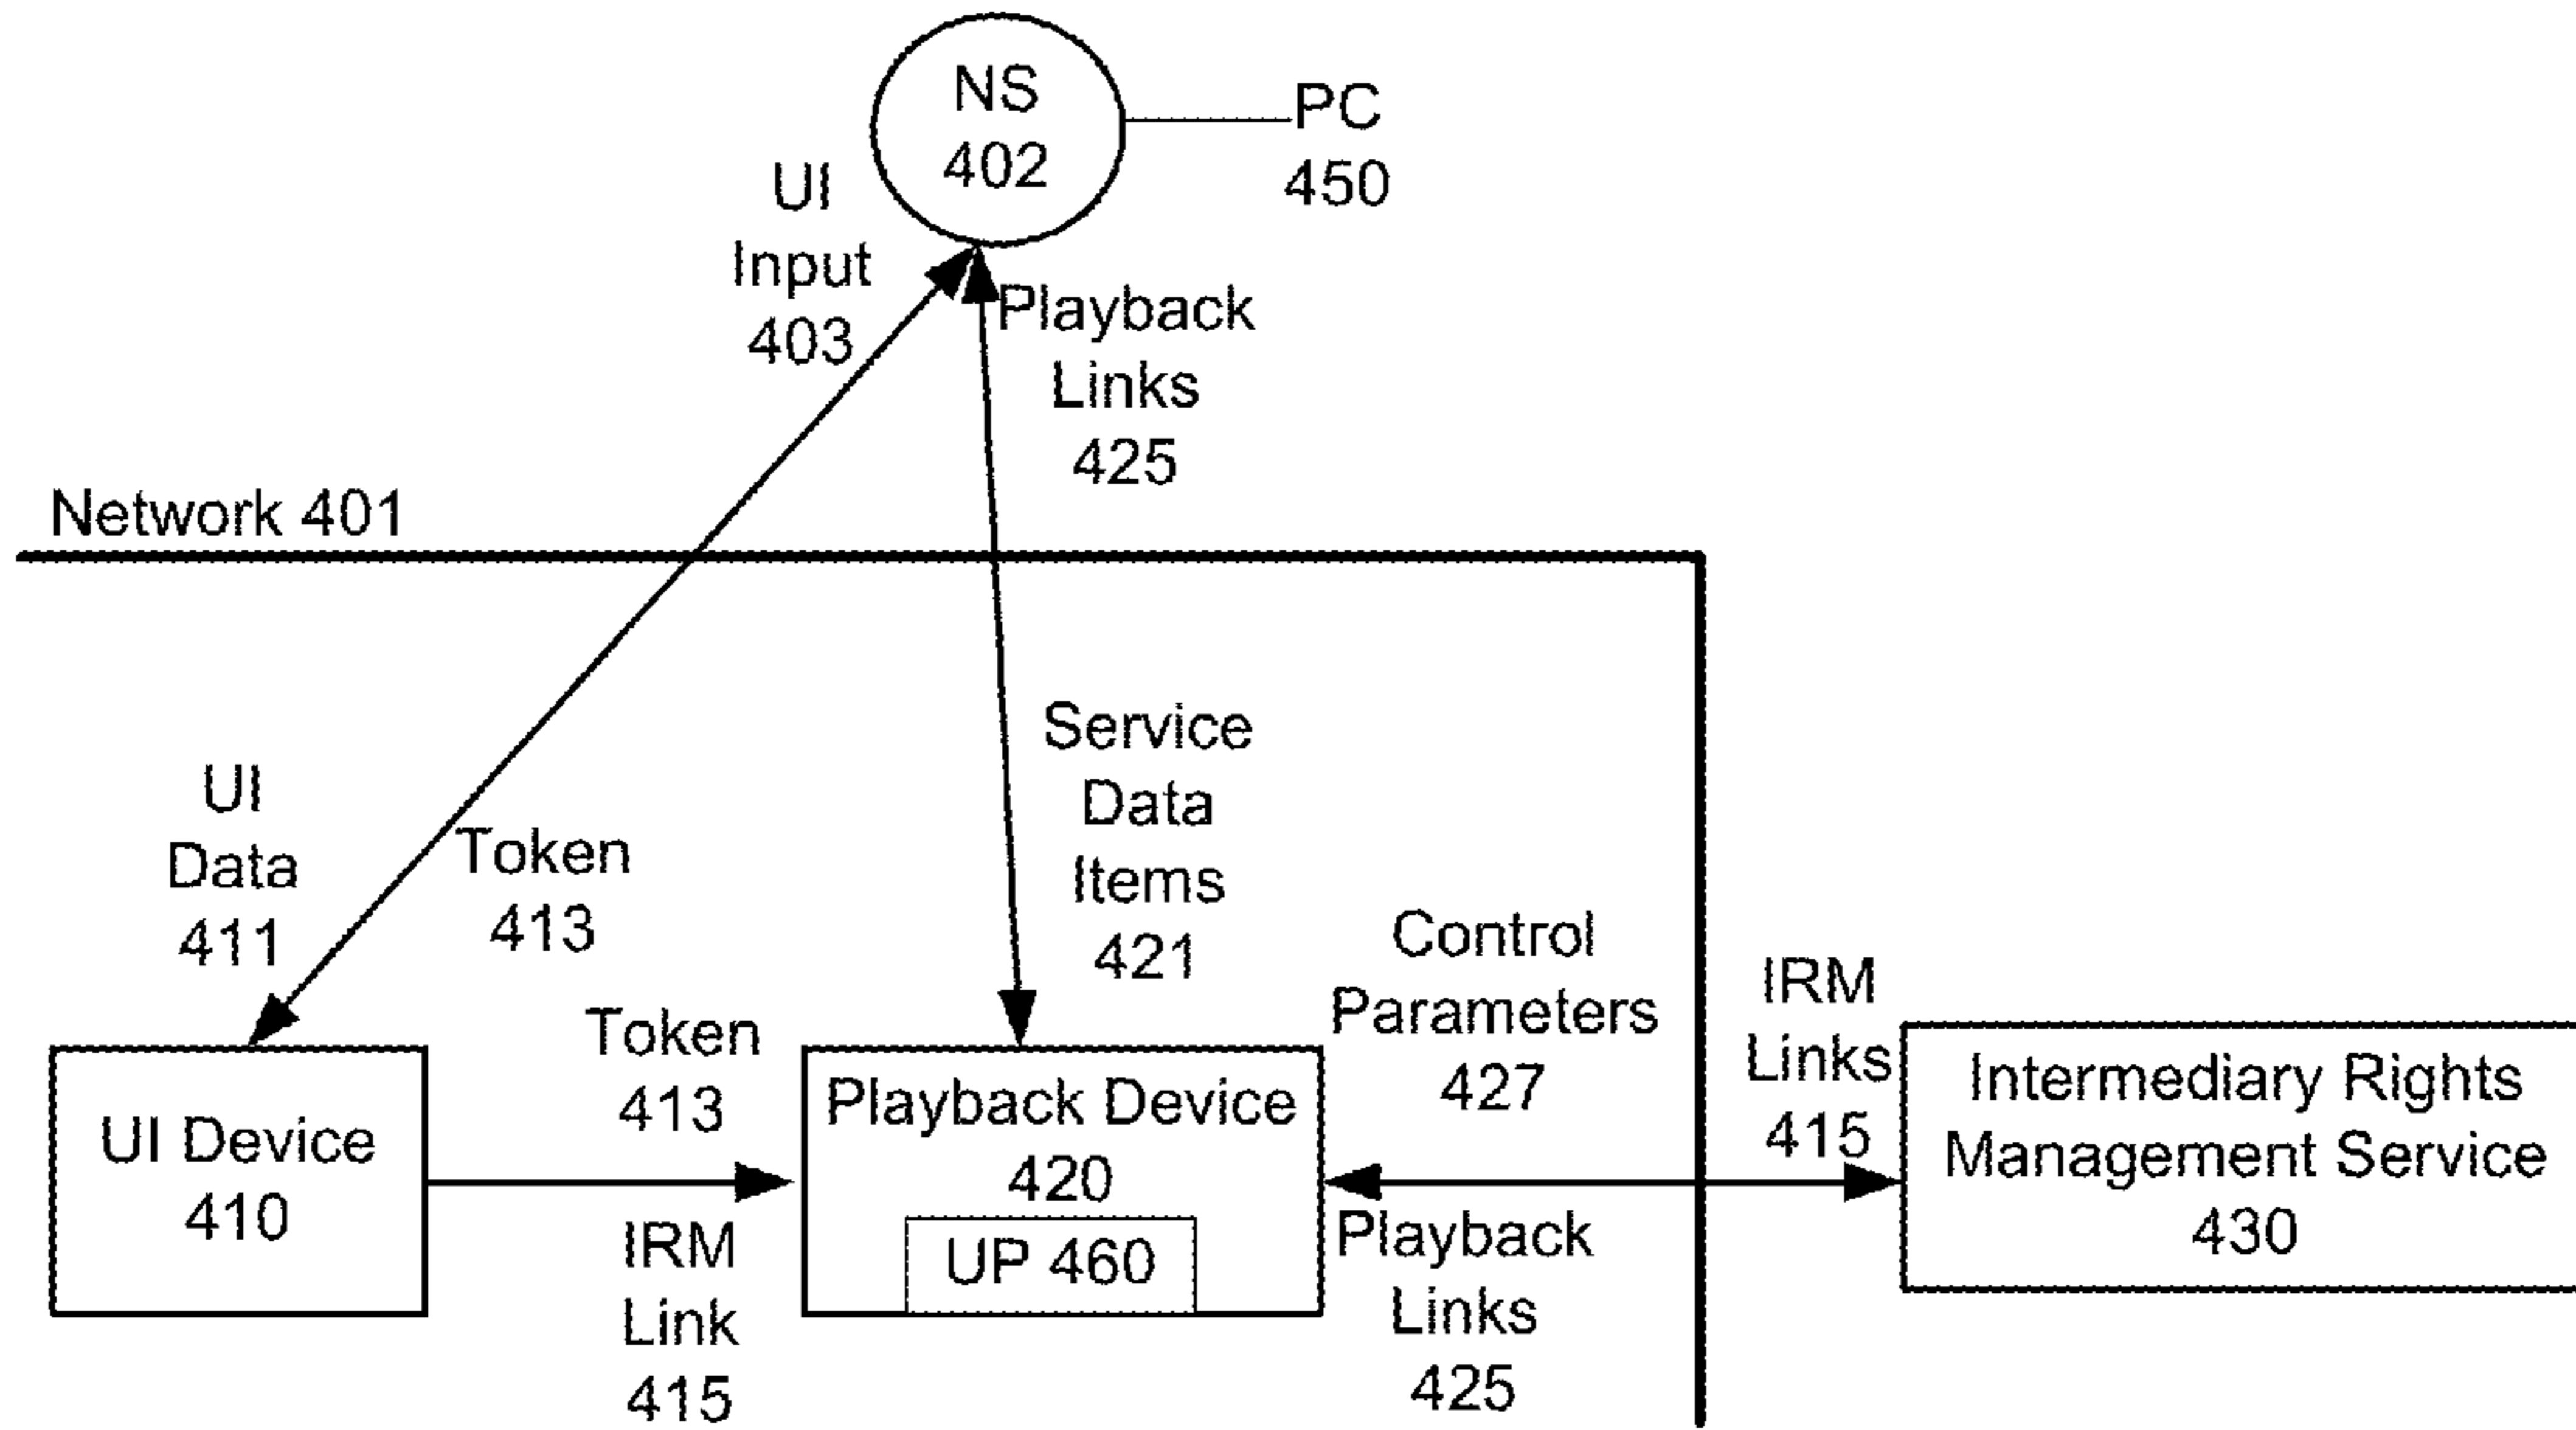 NS
402
PC
450
UI
Input
403
Playback
Links
425
Network 401
Service
Data
Items
421
UI
Data
411
Token
413
Control
Parameters
427
IRM
Links
415
Token
413
UI Device
410
Playback Device
420
UP 460
Intermediary Rights
Management Service
430
IRM
Link
415
Playback
Links
425